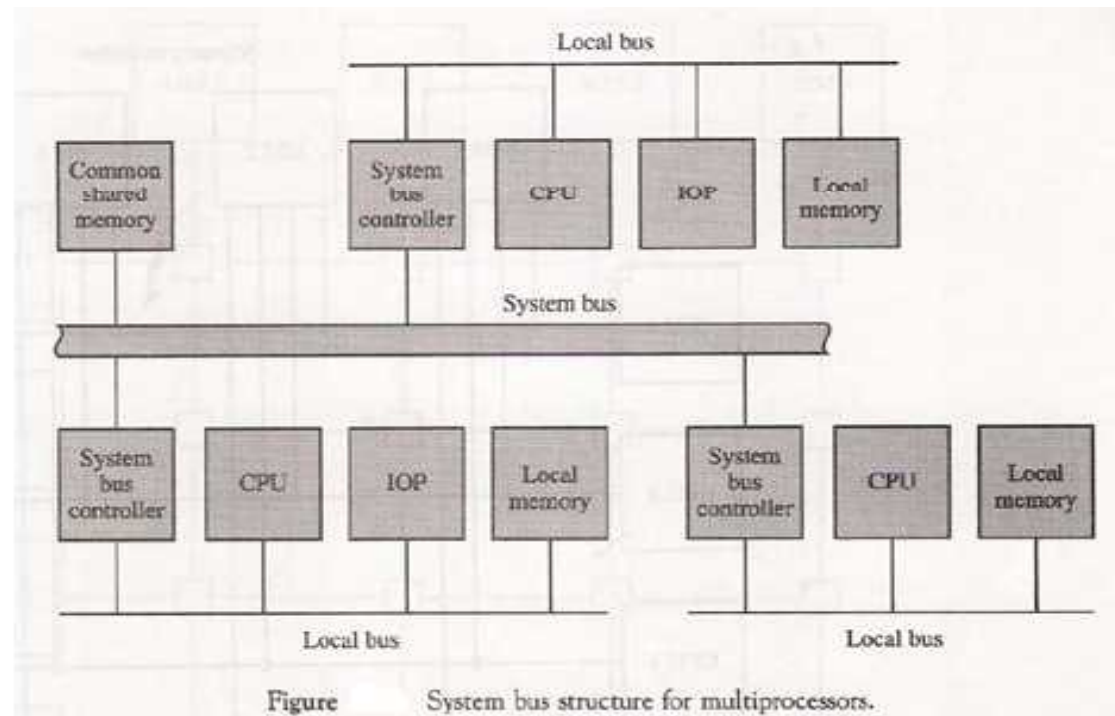 Local bus
Common
shared
memory
System
bus
controller
CPU
IOP
Local
memory
System bus
System
bus
controller
CPU
IOP
Local
memory
System
bus
controller
CPU
Local
memory
Local bus
Local bus
Figure System bus structure for multiprocessors.